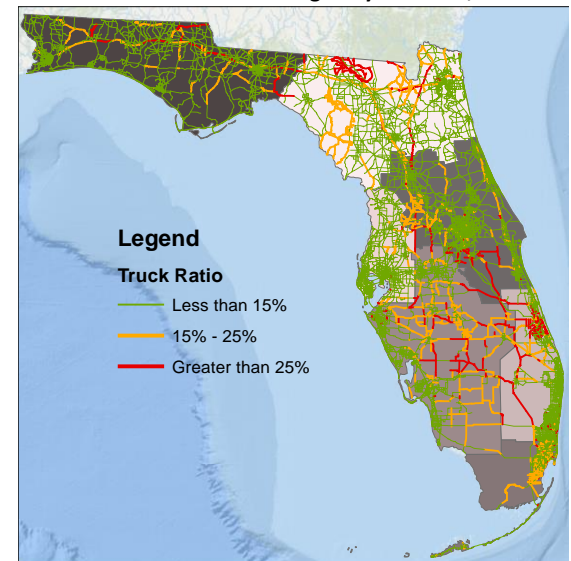 Legend
Truck Ratio
Less than 15%
15% - 25%
Greater than 25%